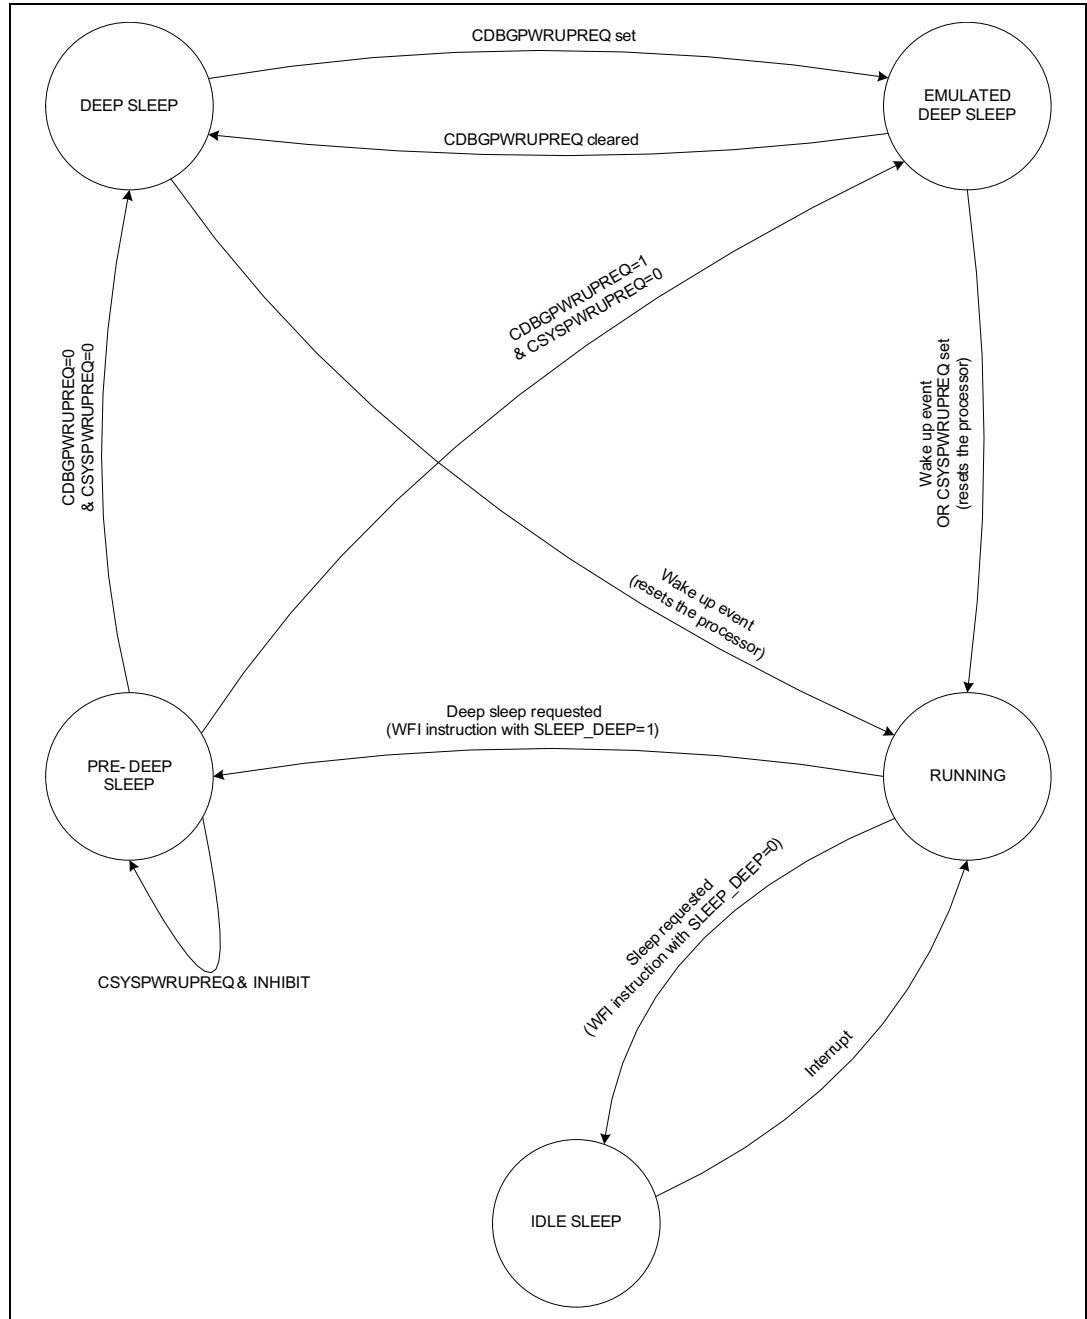 CDBGPWRUPREQ set
DEEP SLEEP
EMULATED
DEEP SLEEP
CDBGPWRUPREQ cleared
CDBGPWRUPREQ=1
& CSYSPWRUPREQ=0
CDBGPWRUPREQ=0
& CSYSPWRUPREQ=0
Wake up event
OR CSYSPWRUPREQ set
(resets the processor)
Wake up event
(resets the processor)
Deep sleep requested
(WFI instruction with SLEEP_DEEP=1)
PRE- DEEP
SLEEP
RUNNING
Sleep requested
(WFI instruction with SLEEP_DEEP=0)
CSYSPWRUPREQ & INHIBIT
Interrupt
IDLE SLEEP